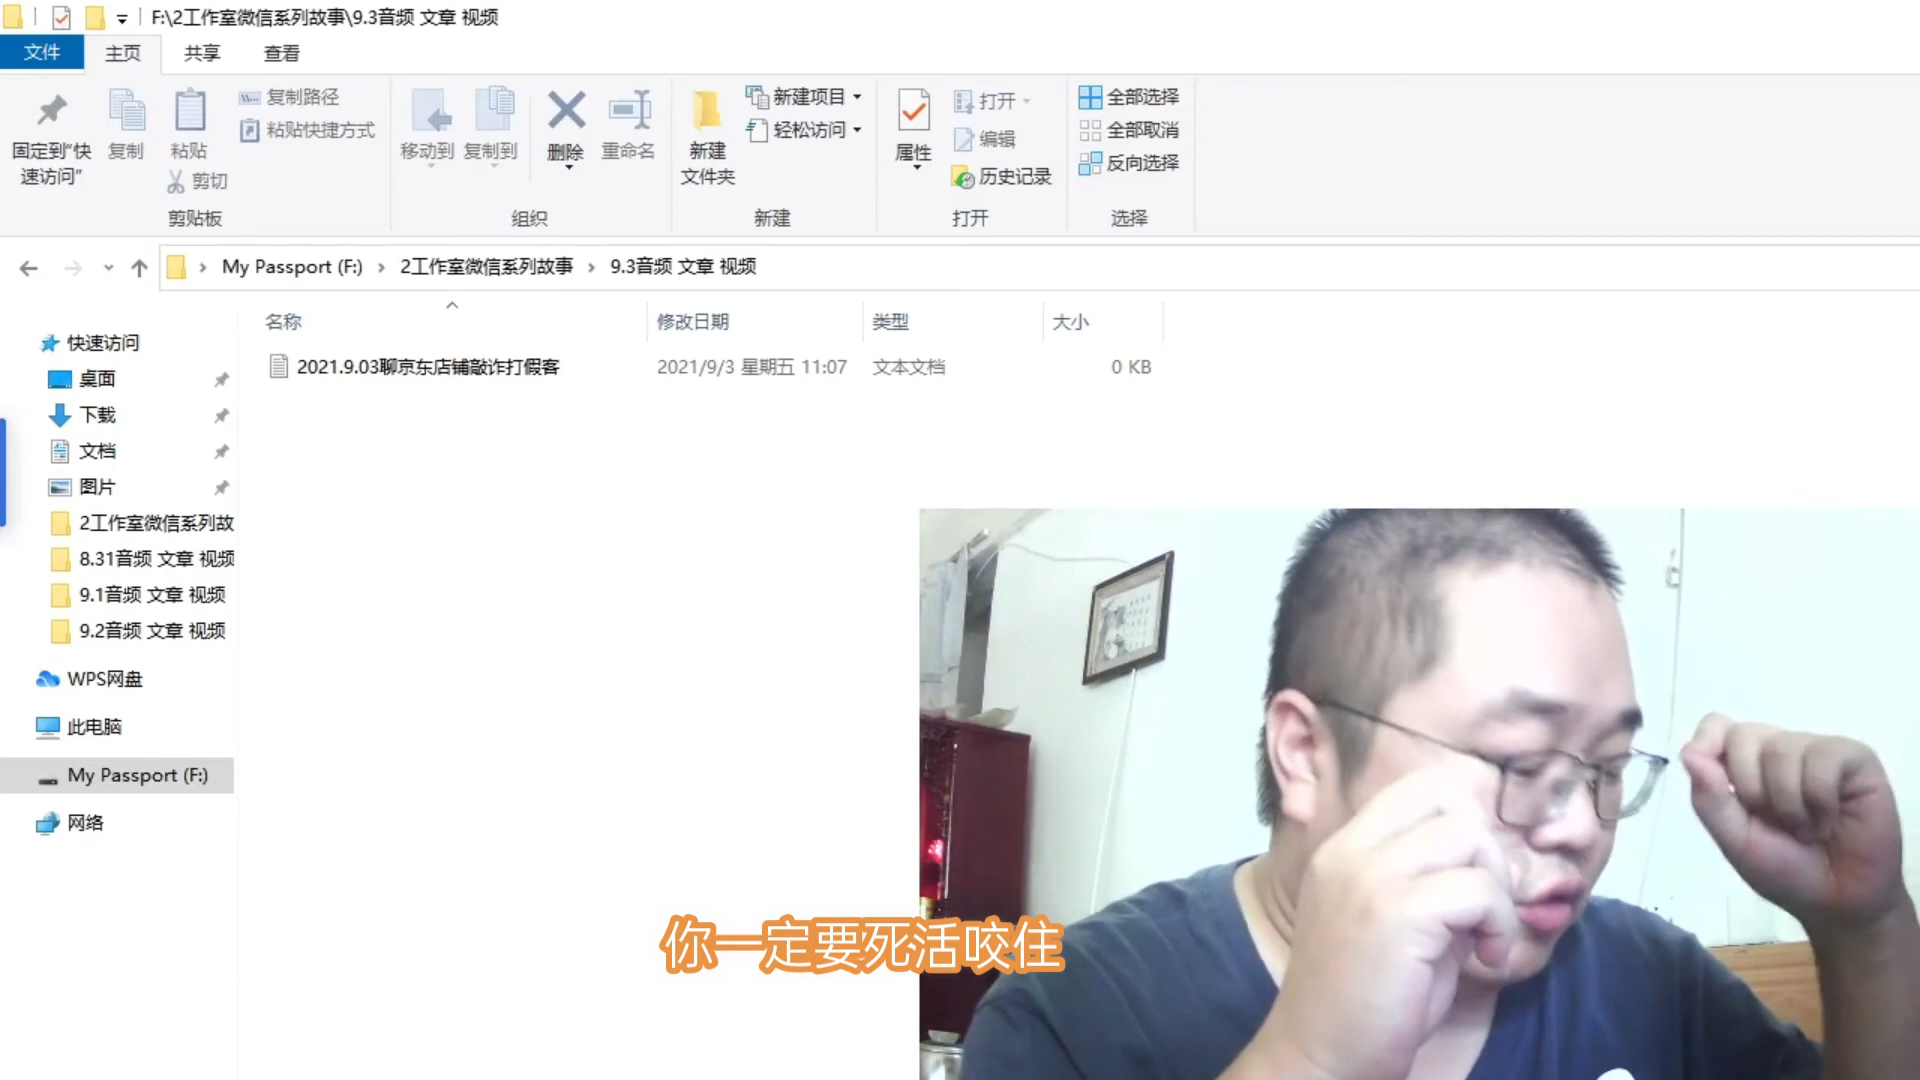 F:\2工作室微信系列故事\9.3音频 文章 视频
文件 主页 共享 查看
固定到“快速访问”
复制
粘贴
复制路径
粘贴快捷方式
剪切
剪贴板
移动到
复制到
删除
重命名
组织
新建
文件夹
新建项目
轻松访问
新建
属性
打开
编辑
历史记录
打开
全部选择
全部取消
反向选择
选择
My Passport (F:) › 2工作室微信系列故事 › 9.3音频 文章 视频
名称 修改日期 类型 大小
2021.9.03聊京东店铺敲诈打假客 2021/9/3 星期五 11:07 文本文档 0 KB
快速访问
桌面
下载
文档
图片
2工作室微信系列故
8.31音频 文章 视频
9.1音频 文章 视频
9.2音频 文章 视频
WPS网盘
此电脑
My Passport (F:)
网络
你一定要死活咬住